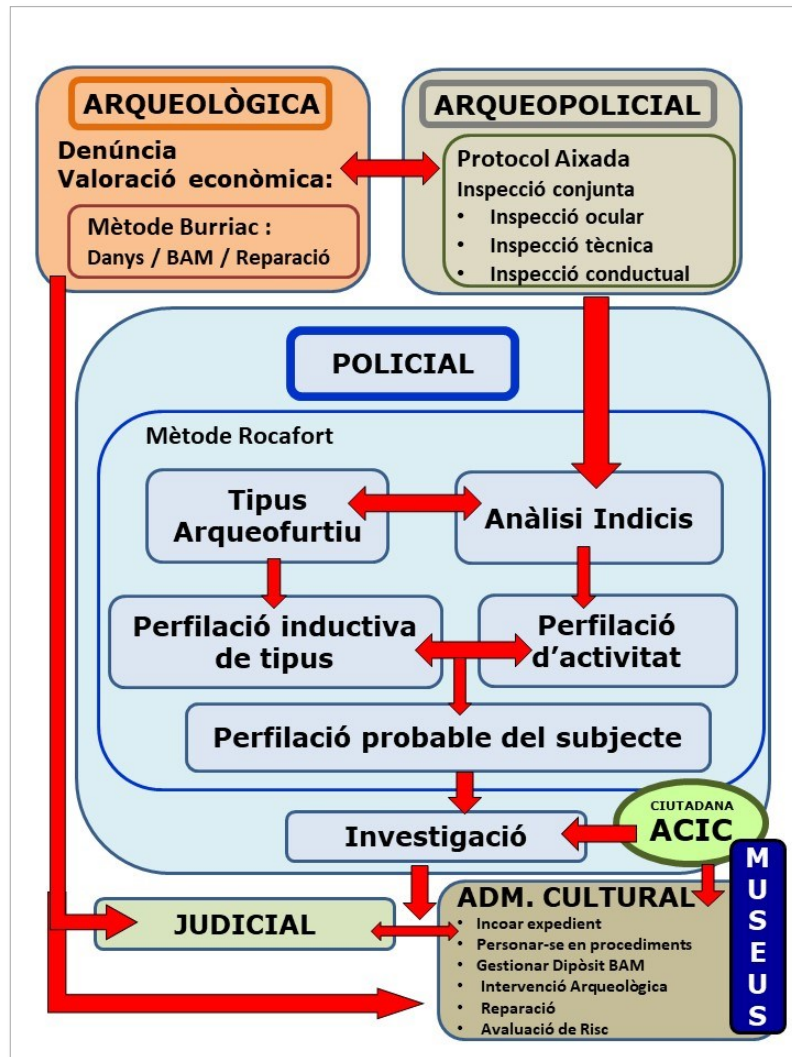 ARQUEOLÒGICA
Denúncia
Valoració econòmica:
Mètode Burriac :
Danys / BAM / Reparació
ARQUEOPOLICIAL
Protocol Aixada
Inspecció conjunta
• Inspecció ocular
• Inspecció tècnica
• Inspecció conductual
POLICIAL
Mètode Rocafort
Tipus
Arqueofurtiu
Anàlisi Indicis
Perfilació inductiva
de tipus
Perfilació
d’activitat
Perfilació probable del subjecte
Investigació
CIUTADANA
ACIC
JUDICIAL
ADM. CULTURAL
• Incoar expedient
• Personar-se en procediments
• Gestionar Dipòsit BAM
• Intervenció Arqueològica
• Reparació
• Avaluació de Risc
MUSEUS